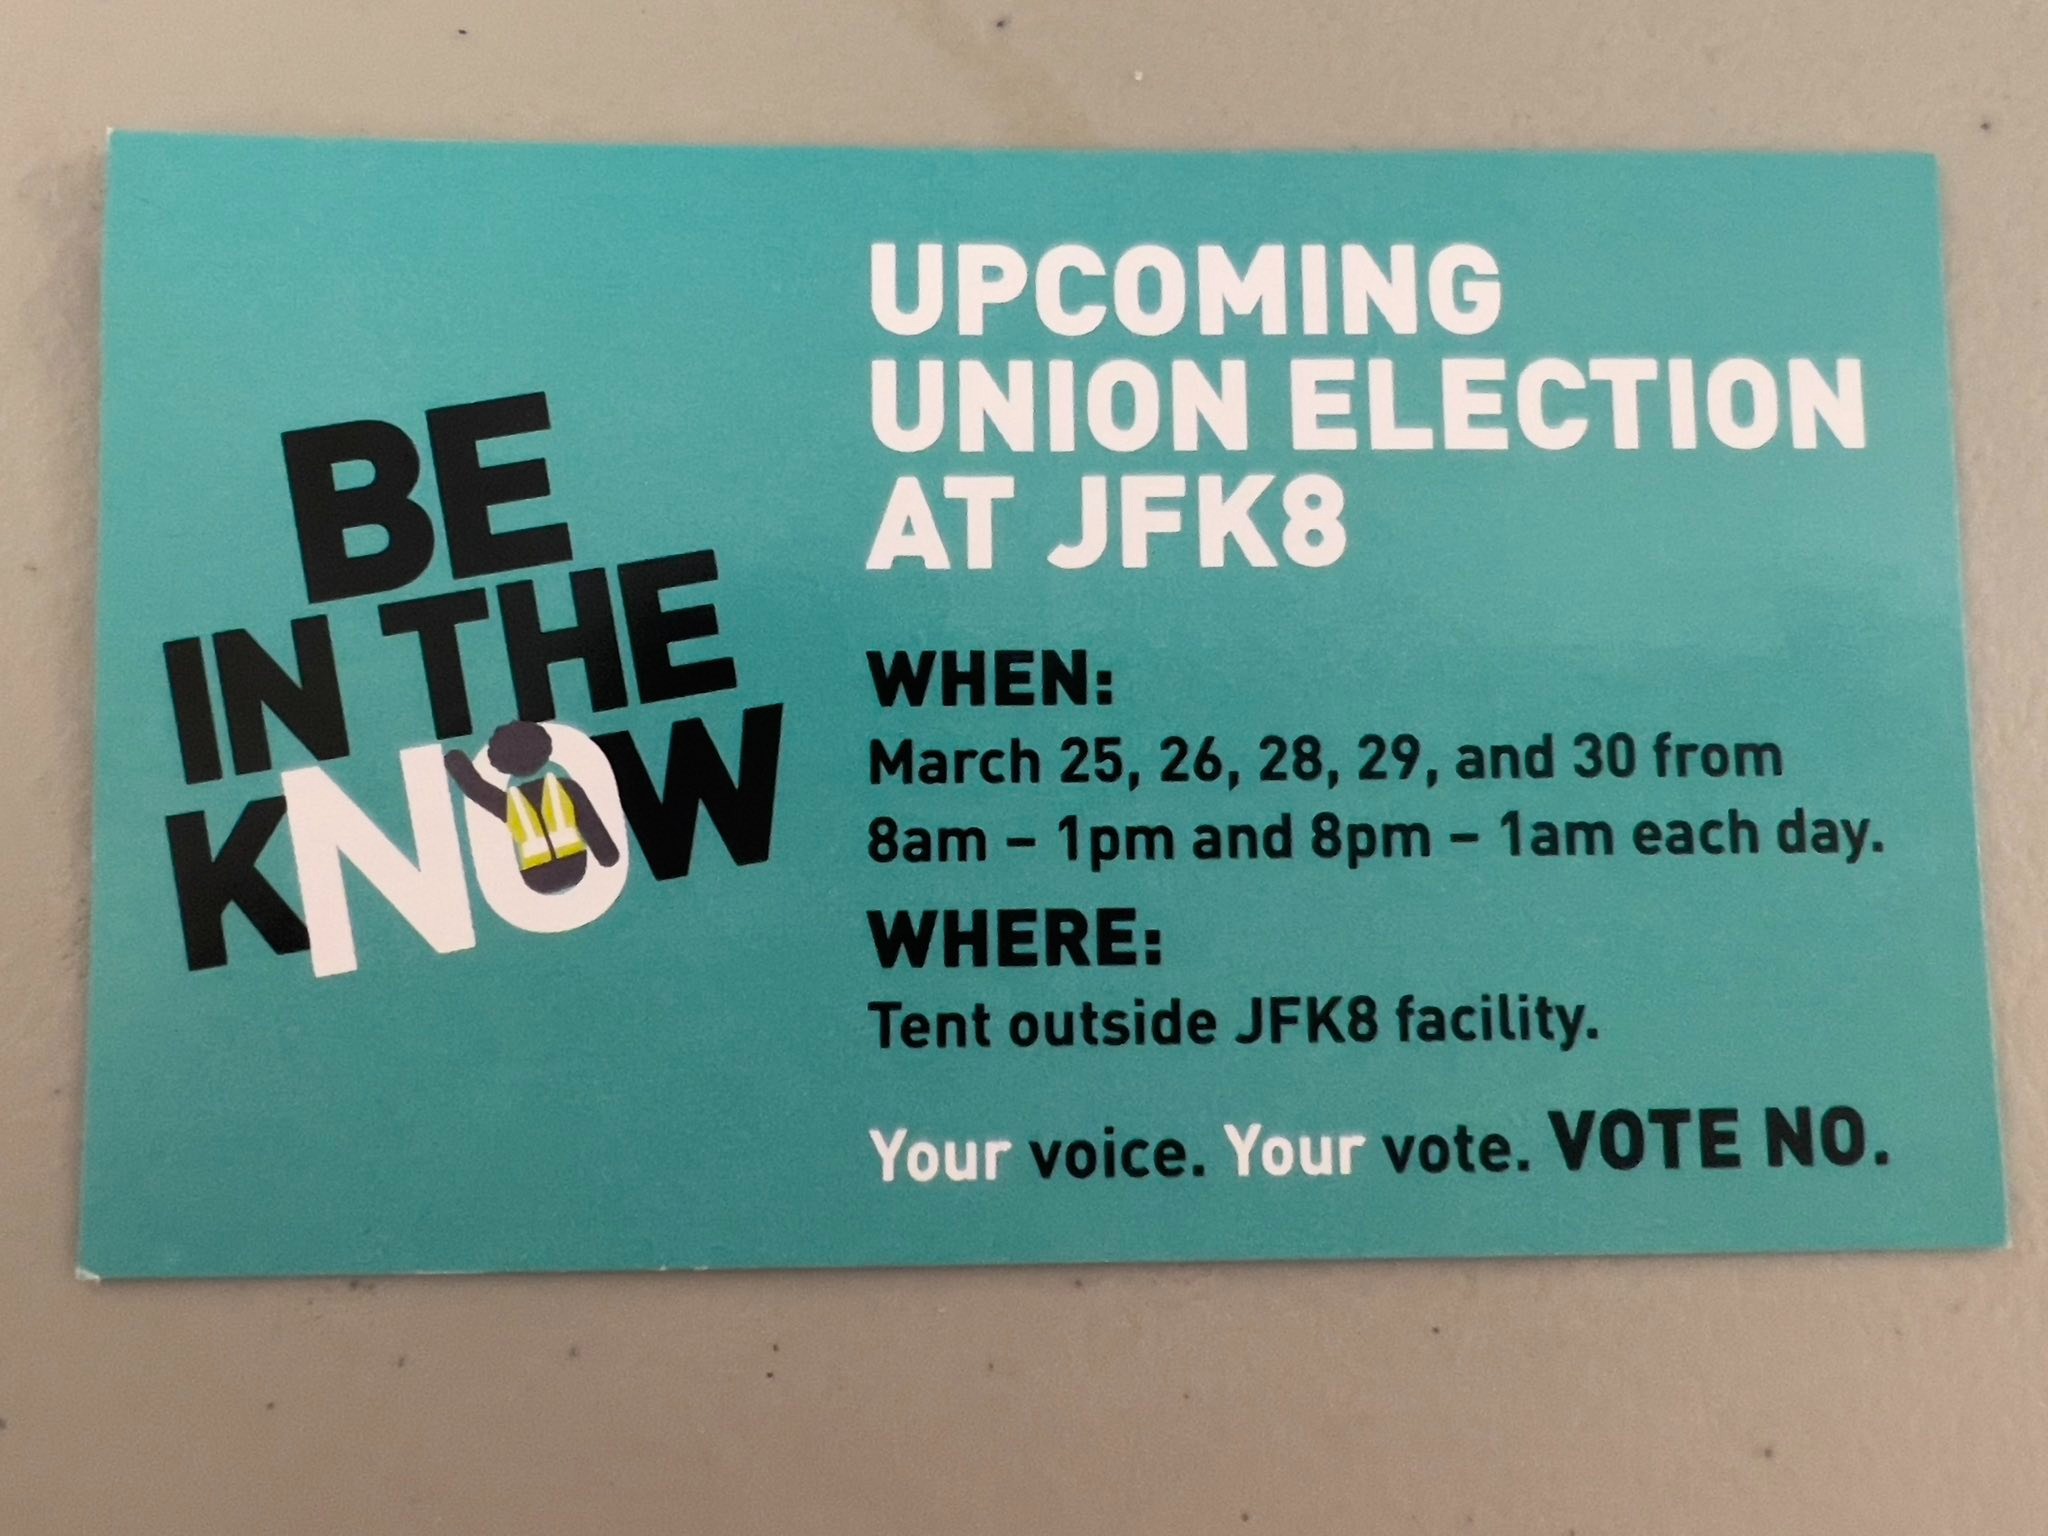 BE
IN THE
KNOW
UPCOMING
UNION ELECTION
AT JFK8
WHEN:
March 25, 26, 28, 29, and 30 from
8am – 1pm and 8pm – 1am each day.
WHERE:
Tent outside JFK8 facility.
Your voice. Your vote. VOTE NO.